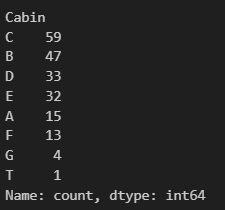 Cabin
C    59
B    47
D    33
E    32
A    15
F    13
G     4
T     1
Name: count, dtype: int64